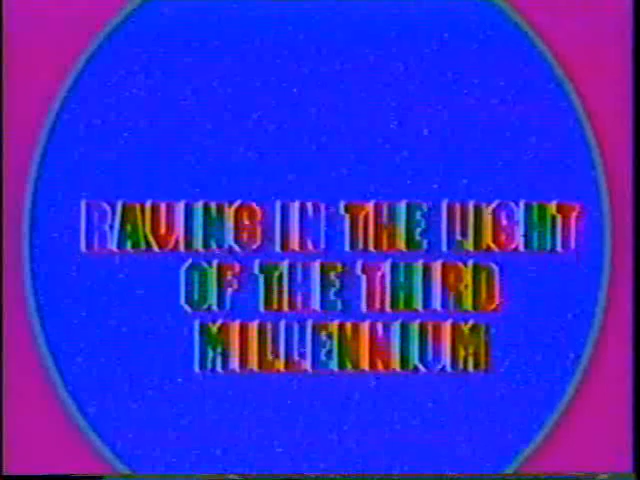 RAVING IN THE LIGHT
OF THE THIRD
MILLENNIUM